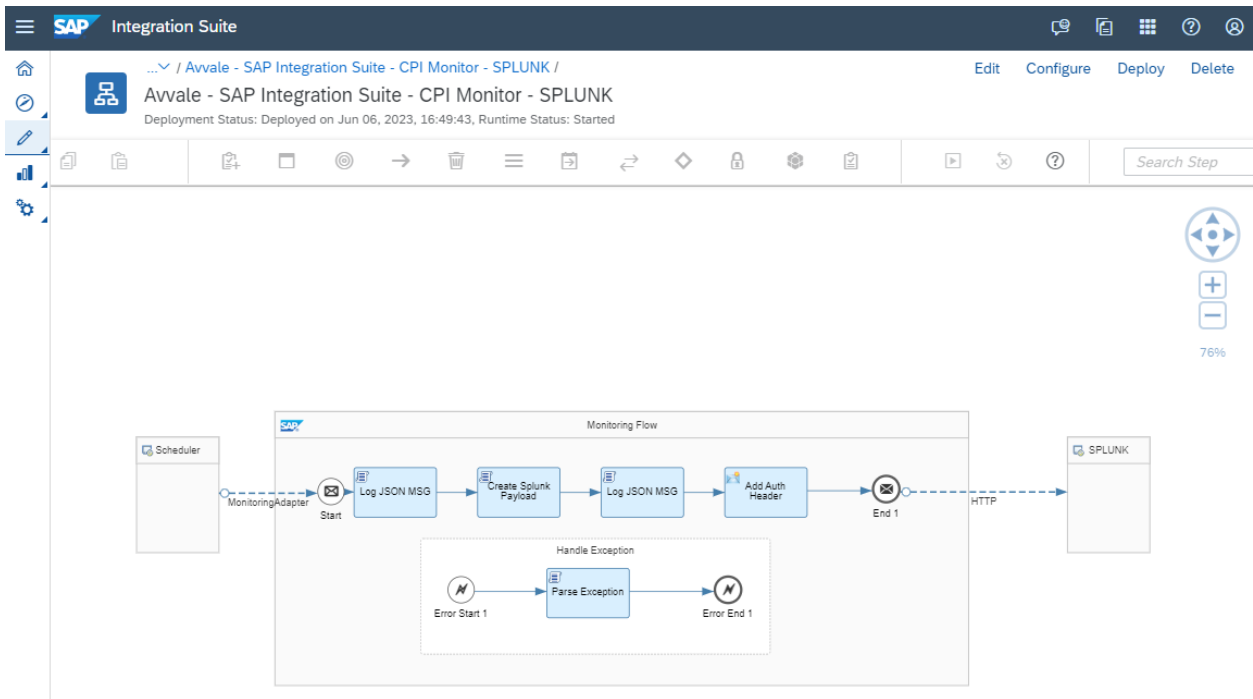 SAP Integration Suite
... / Avvale - SAP Integration Suite - CPI Monitor - SPLUNK /
Edit Configure Deploy Delete
Avvale - SAP Integration Suite - CPI Monitor - SPLUNK
Deployment Status: Deployed on Jun 06, 2023, 16:49:43, Runtime Status: Started
Search Step
76%
SAP Monitoring Flow
Scheduler
SPLUNK
Log JSON MSG
Create Splunk
Payload
Log JSON MSG
Add Auth
Header
MonitoringAdapter
Start
End 1
HTTP
Handle Exception
Parse Exception
Error Start 1
Error End 1